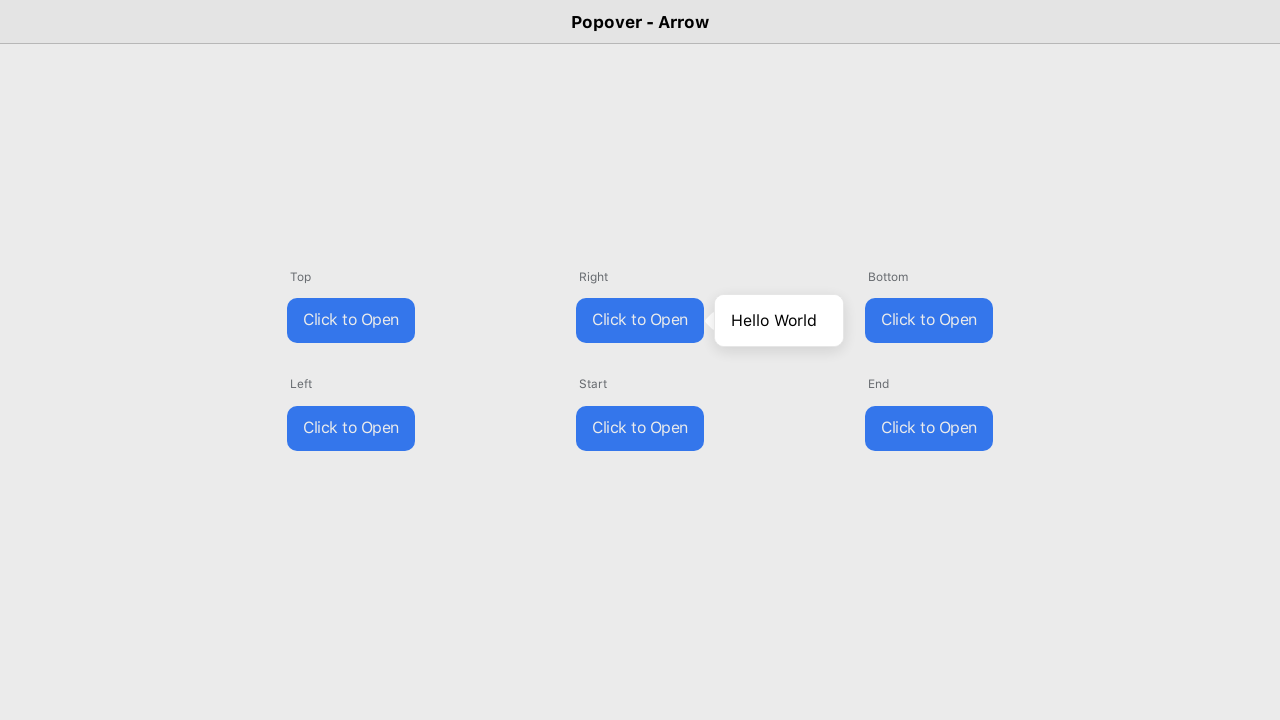 Popover - Arrow
Top
Right
Bottom
Click to Open
Click to Open
Hello World
Click to Open
Left
Start
End
Click to Open
Click to Open
Click to Open